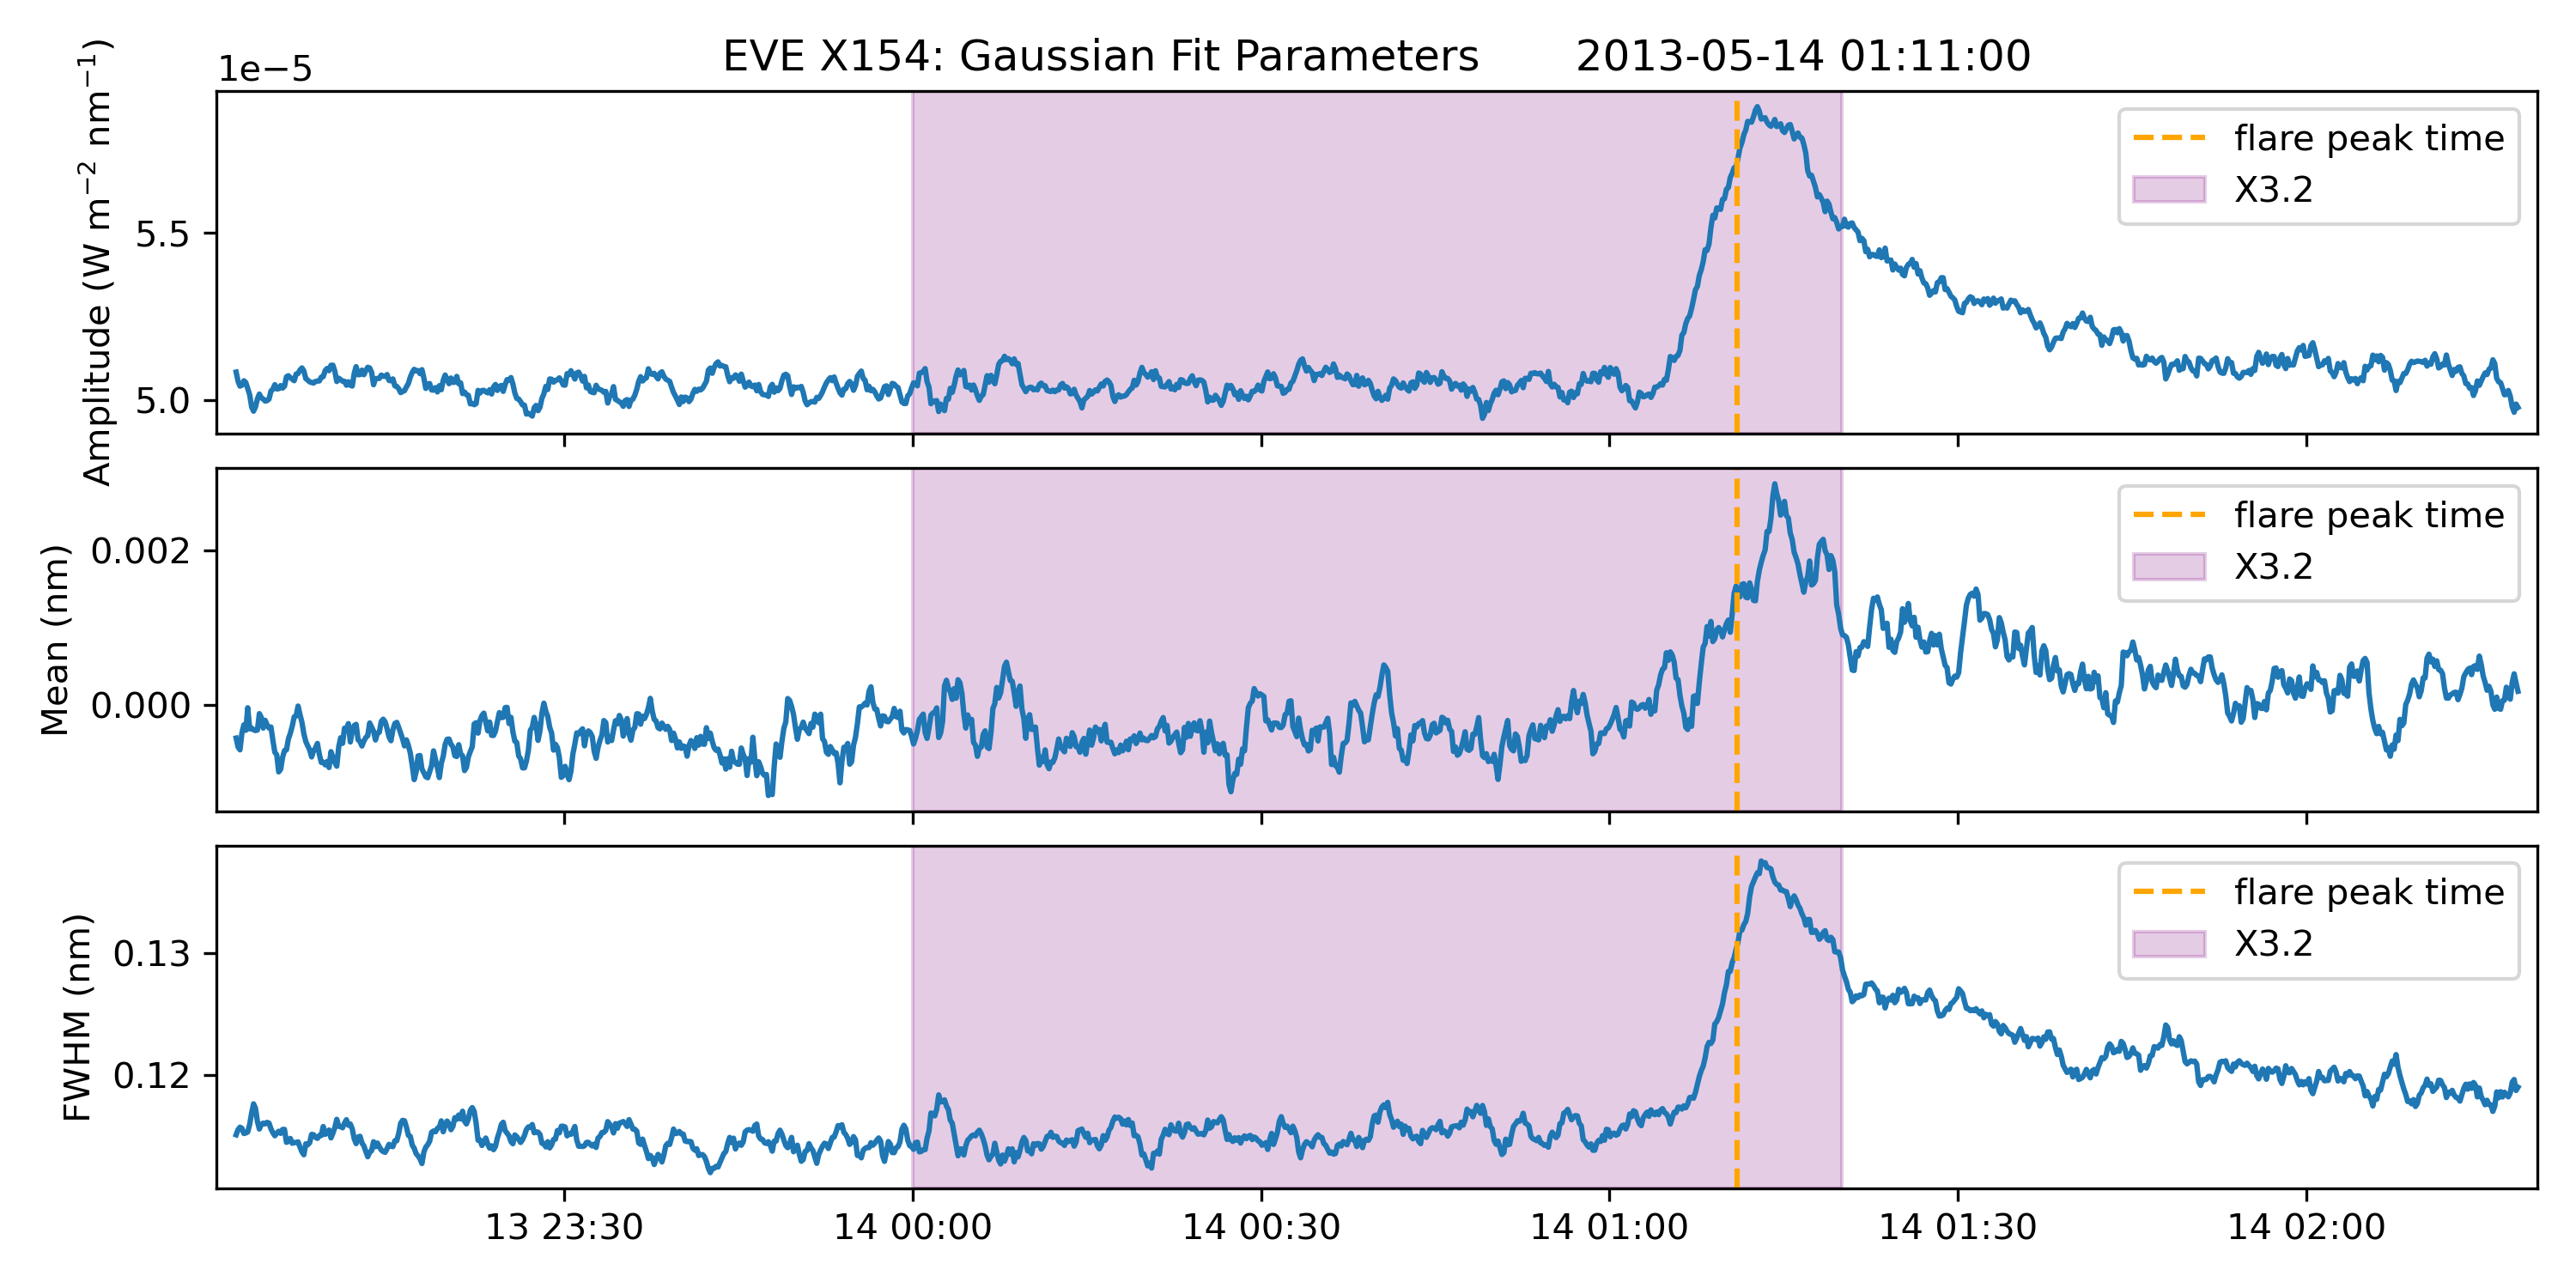 EVE X154: Gaussian Fit Parameters 2013-05-14 01:11:00
1e−5
Amplitude (W m⁻² nm⁻¹)
5.5
5.0
flare peak time
X3.2
Mean (nm)
0.002
0.000
flare peak time
X3.2
FWHM (nm)
0.13
0.12
flare peak time
X3.2
13 23:30
14 00:00
14 00:30
14 01:00
14 01:30
14 02:00